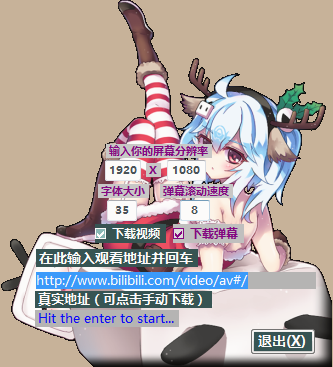 输入你的屏幕分辨率
1920 X 1080
字体大小 弹幕滚动速度
35 8
下载视频 下载弹幕
在此输入观看地址并回车
http://www.bilibili.com/video/av#/
真实地址（可点击手动下载）
Hit the enter to start...
退出(X)